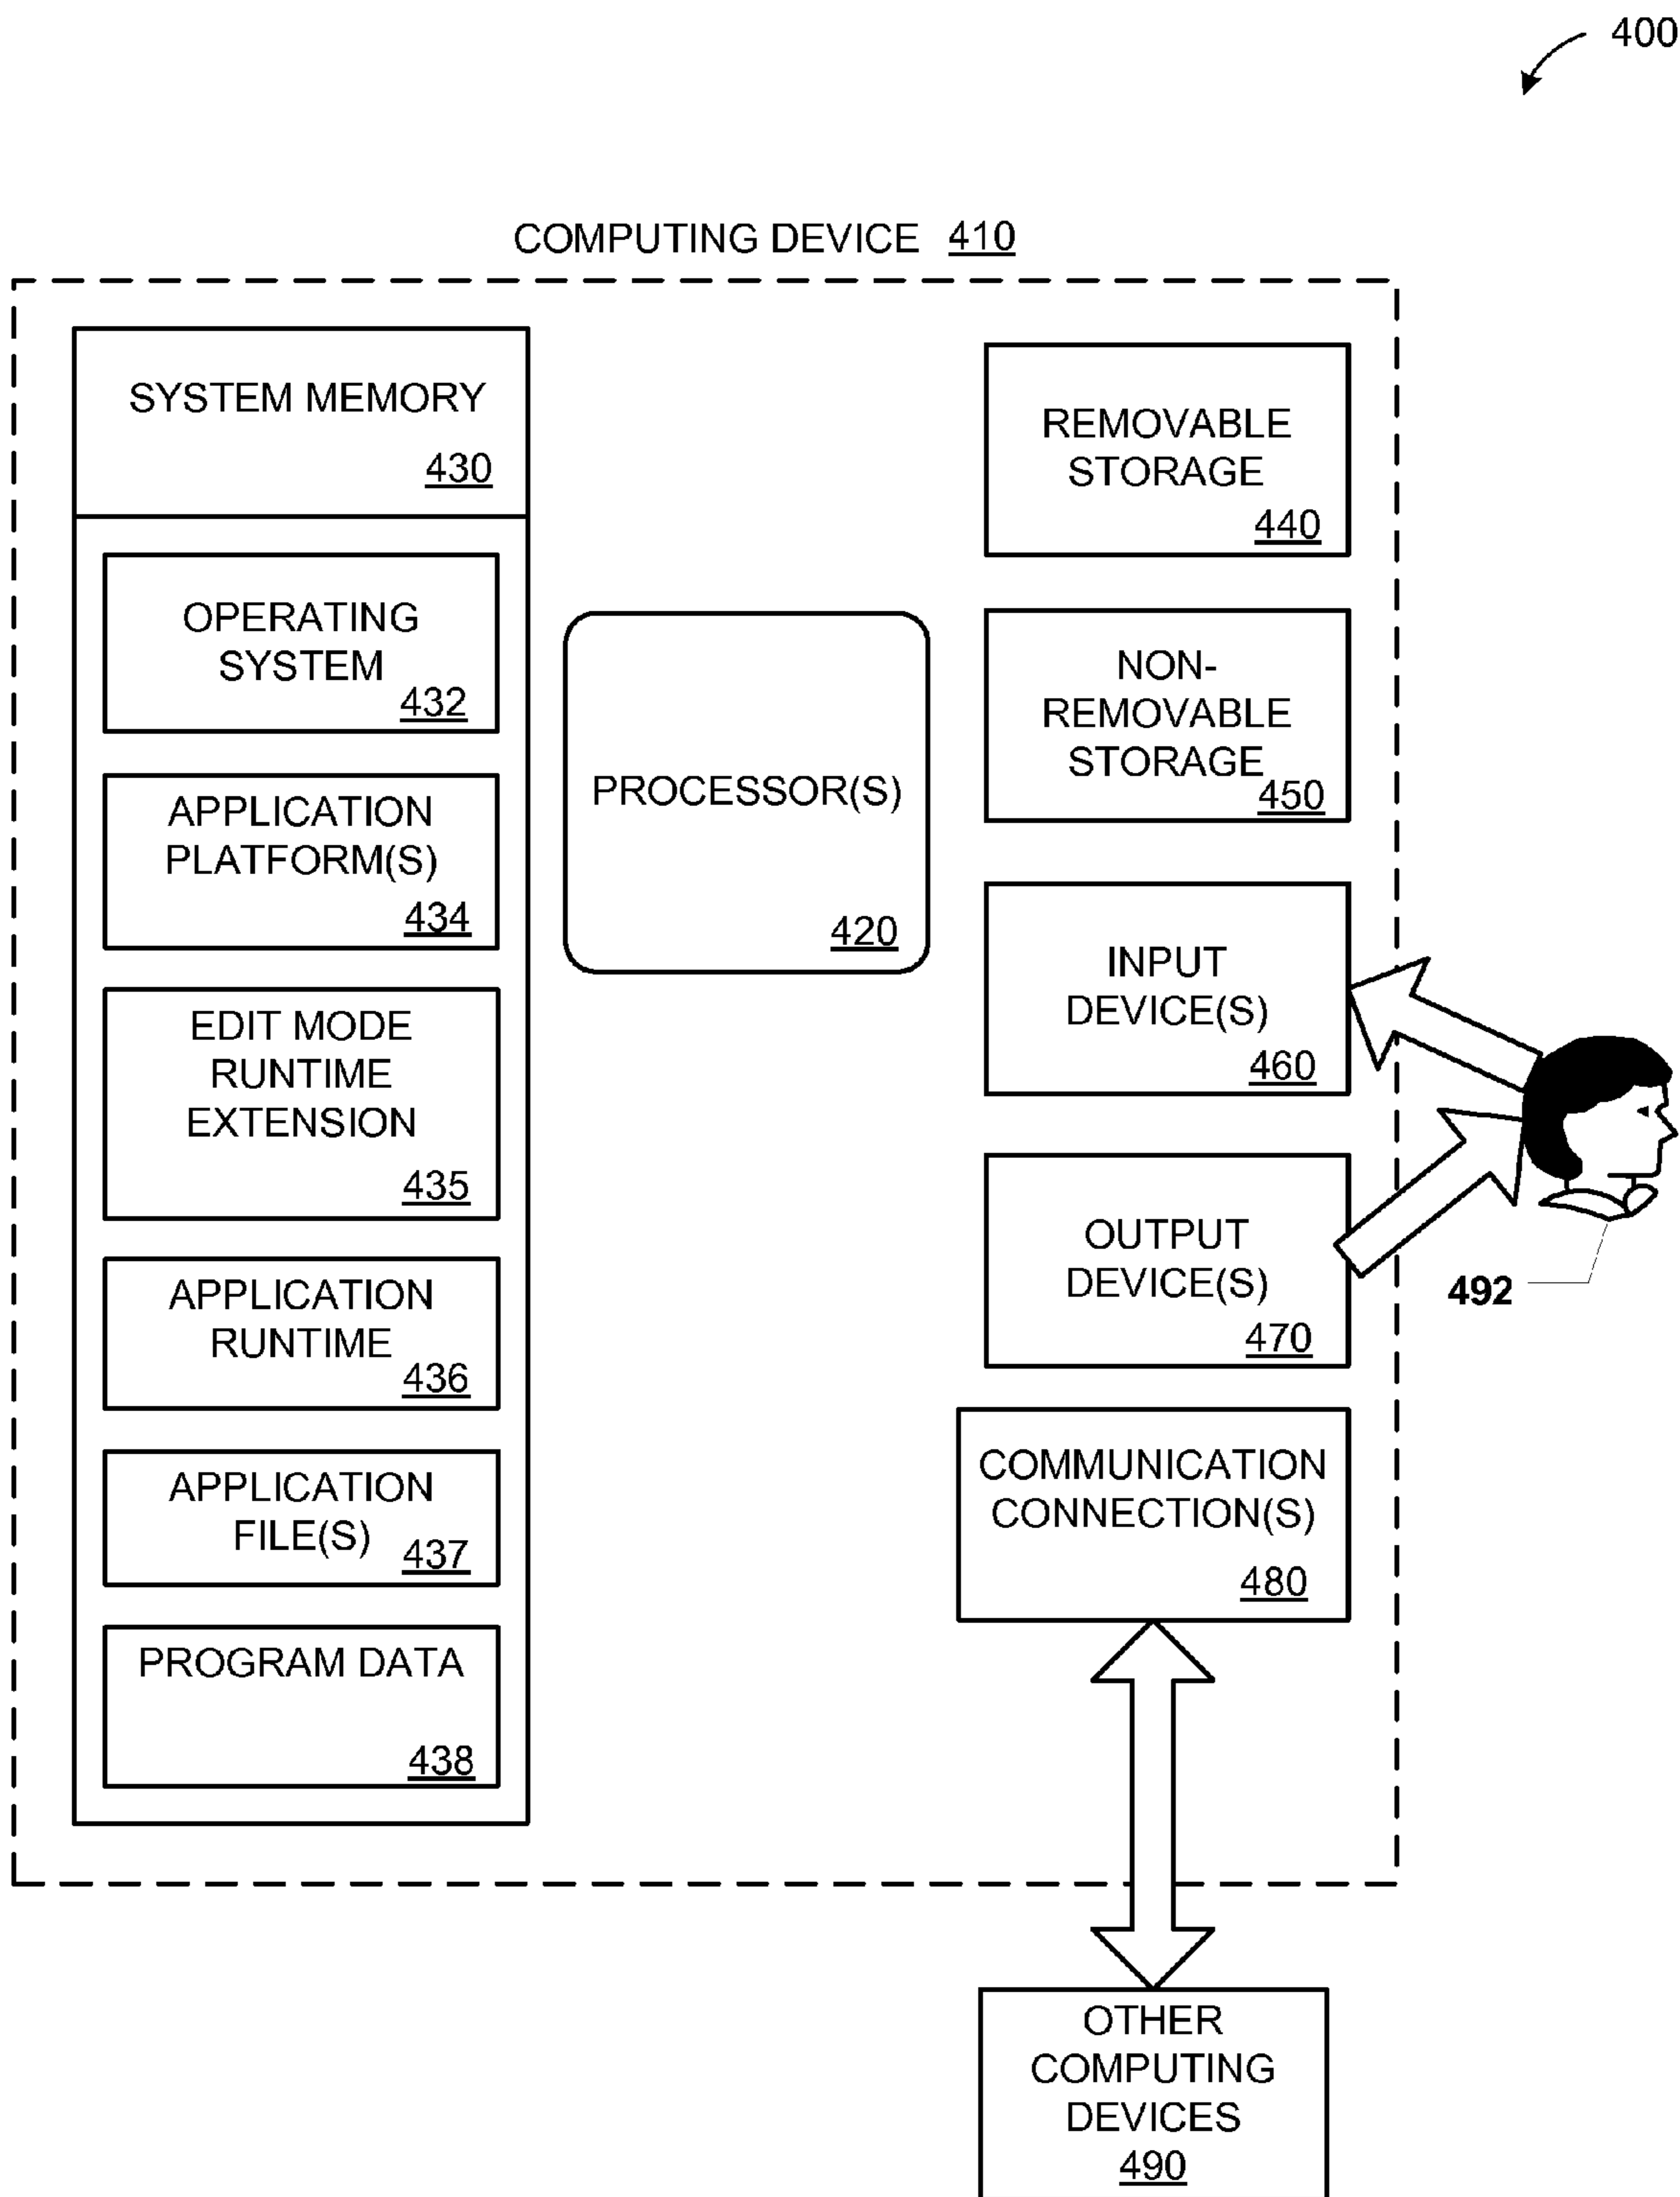 400
COMPUTING DEVICE 410
SYSTEM MEMORY
430
OPERATING
SYSTEM
432
APPLICATION
PLATFORM(S)
434
EDIT MODE
RUNTIME
EXTENSION
435
APPLICATION
RUNTIME
436
APPLICATION
FILE(S)
437
PROGRAM DATA
438
PROCESSOR(S)
420
REMOVABLE
STORAGE
440
NON-
REMOVABLE
STORAGE
450
INPUT
DEVICE(S)
460
OUTPUT
DEVICE(S)
470
492
COMMUNICATION
CONNECTION(S)
480
OTHER
COMPUTING
DEVICES
490